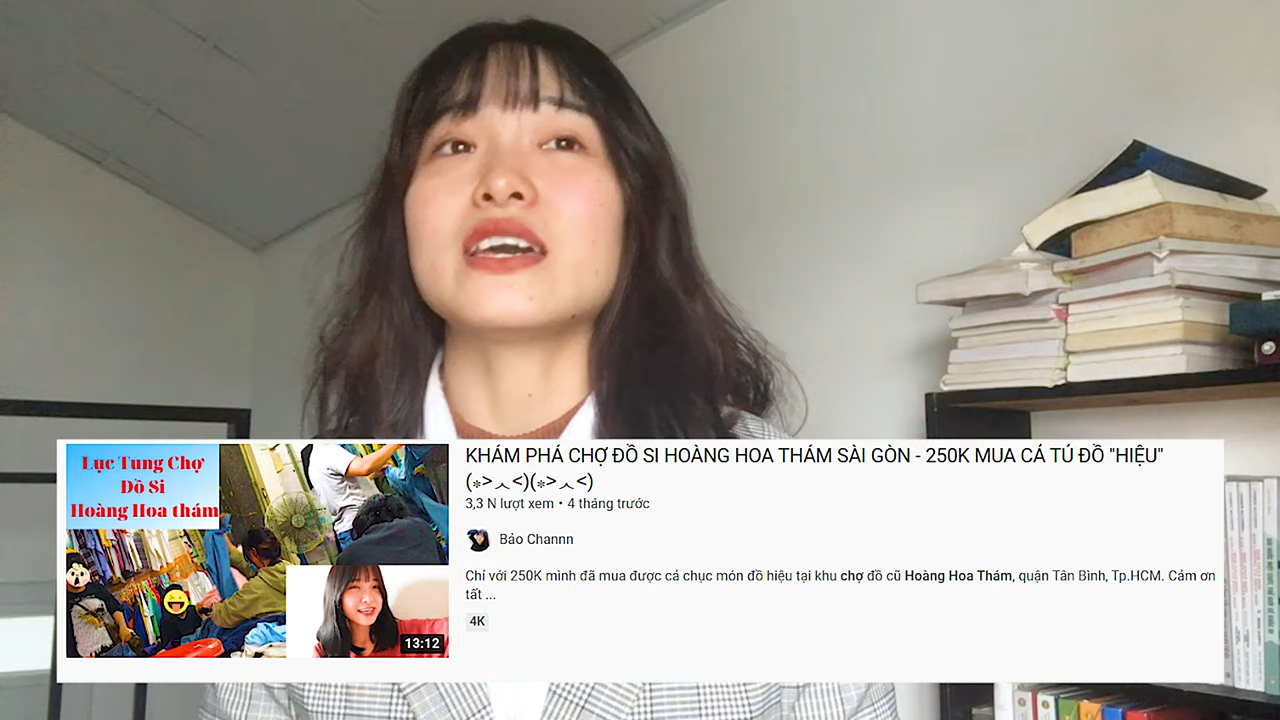 Lục Tung Chợ
Đồ Si
Hoàng Hoa thám
13:12
KHÁM PHÁ CHỢ ĐỒ SI HOÀNG HOA THÁM SÀI GÒN - 250K MUA CẢ TỦ ĐỒ "HIỆU"
(⁎˃ᆺ˂)(⁎˃ᆺ˂)
3,3 N lượt xem • 4 tháng trước
Bảo Channn
Chỉ với 250K mình đã mua được cả chục món đồ hiệu tại khu chợ đồ cũ Hoàng Hoa Thám, quận Tân Bình, Tp.HCM. Cảm ơn
tất ...
4K